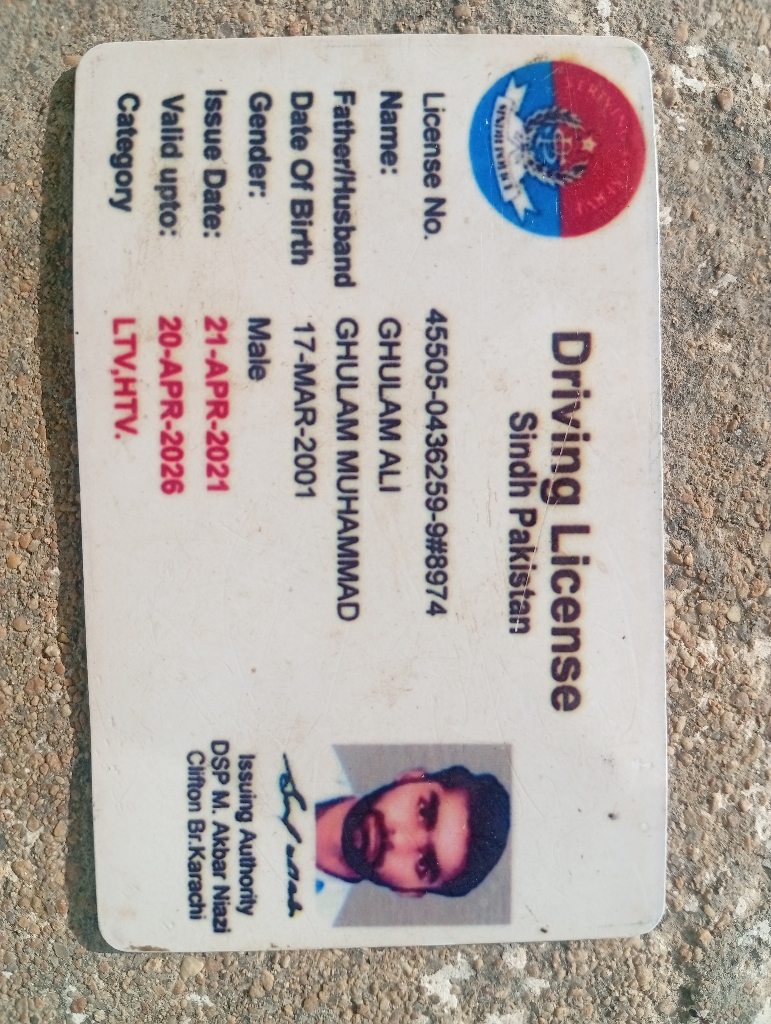 Driving License
Sindh Pakistan
License No. 45505-0436259-9#8974
Name: GHULAM ALI
Father/Husband GHULAM MUHAMMAD
Date Of Birth 17-MAR-2001
Gender: Male
Issue Date: 21-APR-2021
Valid upto: 20-APR-2026
Category LTV,HTV.
Issuing Authority
DSP M. Akbar Niazi
Clifton Br.Karachi